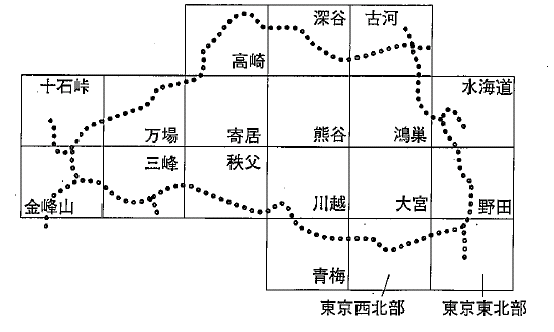 深谷
古河
高崎
十石峠
水海道
万場
寄居
熊谷
鴻巣
三峰
秩父
金峰山
川越
大宮
野田
青梅
東京西北部
東京東北部